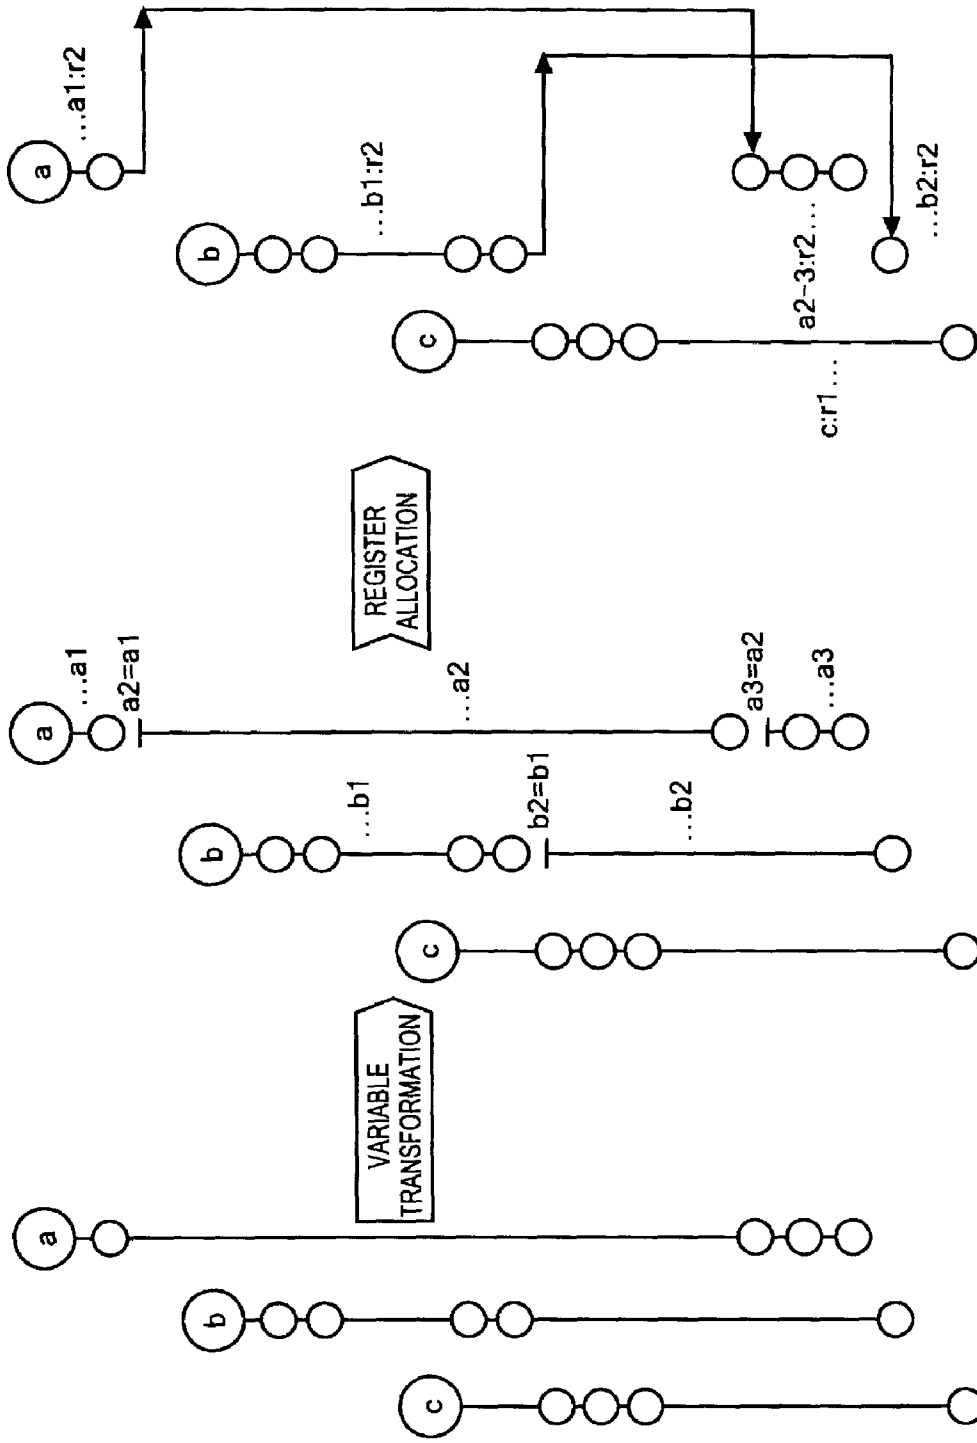 a
b
c
VARIABLE
TRANSFORMATION
a
...a1
a2=a1
b
...b1
c
...a2
b2=b1
...b2
a3=a2
...a3
REGISTER
ALLOCATION
a
...a1:r2
b
...b1:r2
c
a2-3:r2...
c:r1...
...b2:r2